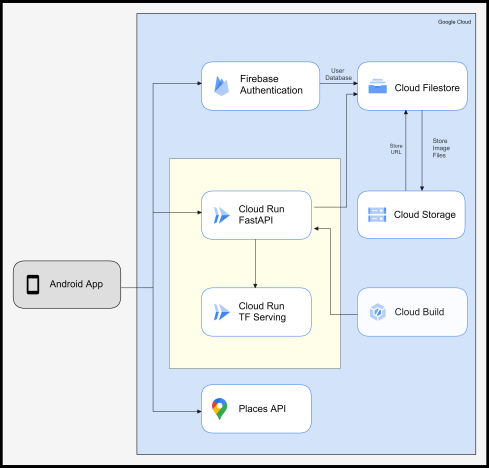 Google Cloud
Firebase
Authentication
User
Database
Cloud Filestore
Store
URL
Store
Image
Files
Cloud Run
FastAPI
Cloud Storage
Android App
Cloud Run
TF Serving
Cloud Build
Places API